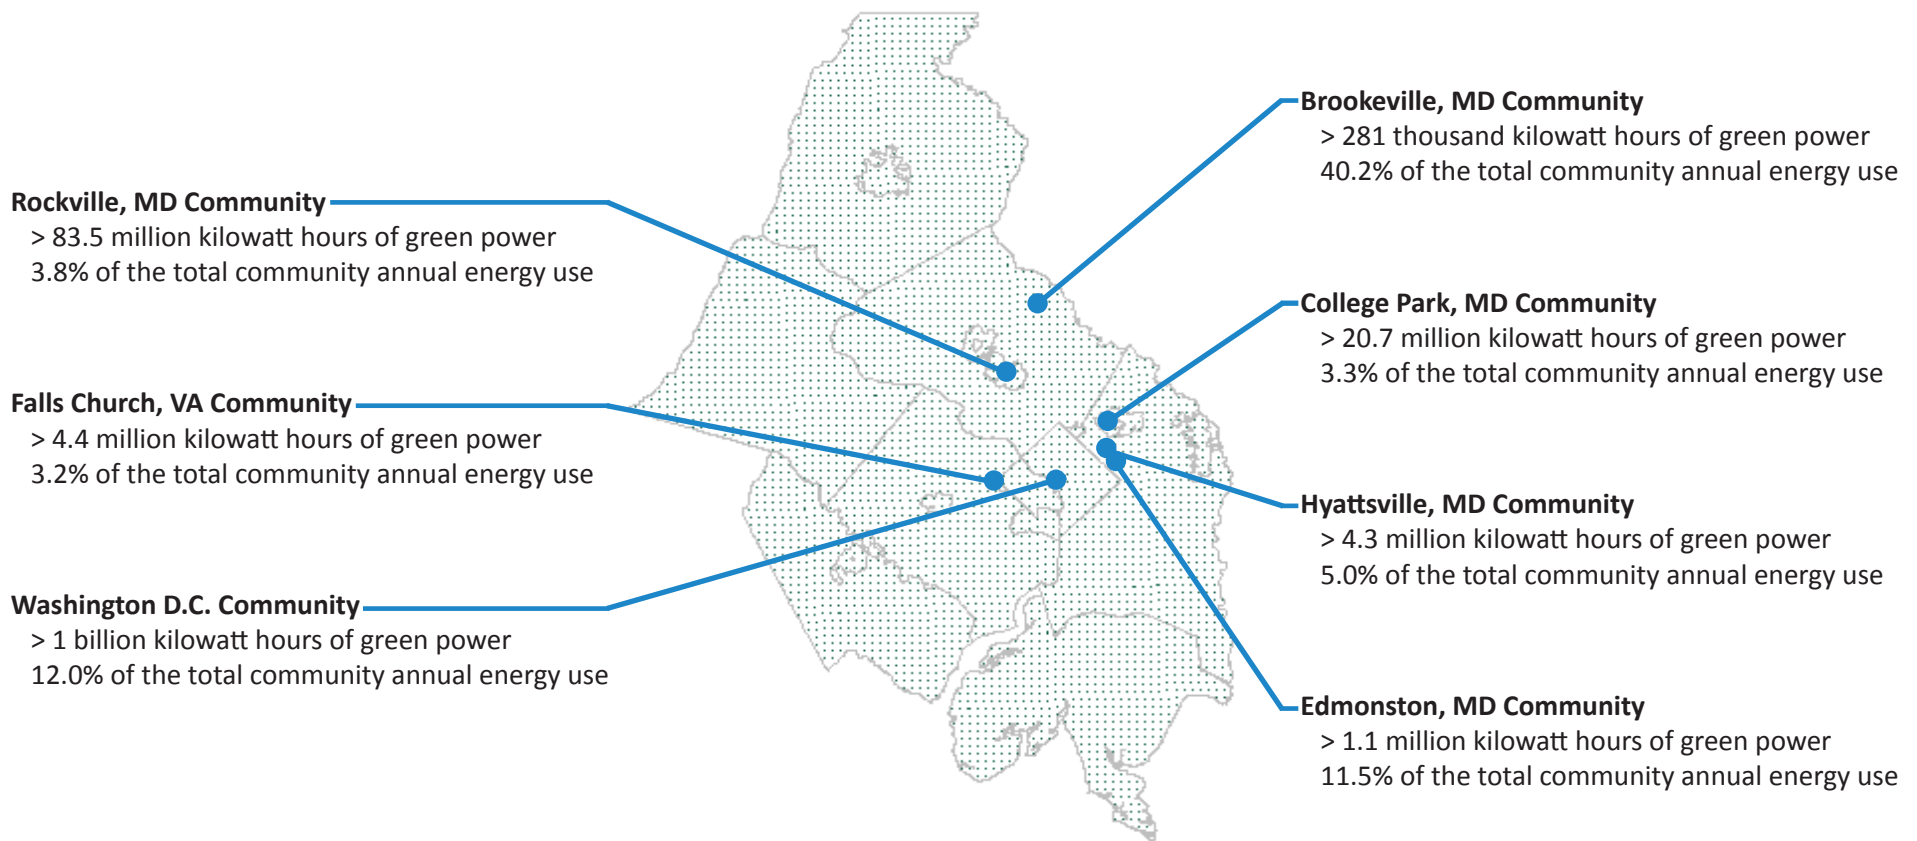 Rockville, MD Community
> 83.5 million kilowatt hours of green power
3.8% of the total community annual energy use
Falls Church, VA Community
> 4.4 million kilowatt hours of green power
3.2% of the total community annual energy use
Washington D.C. Community
> 1 billion kilowatt hours of green power
12.0% of the total community annual energy use
Brookeville, MD Community
> 281 thousand kilowatt hours of green power
40.2% of the total community annual energy use
College Park, MD Community
> 20.7 million kilowatt hours of green power
3.3% of the total community annual energy use
Hyattsville, MD Community
> 4.3 million kilowatt hours of green power
5.0% of the total community annual energy use
Edmonston, MD Community
> 1.1 million kilowatt hours of green power
11.5% of the total community annual energy use